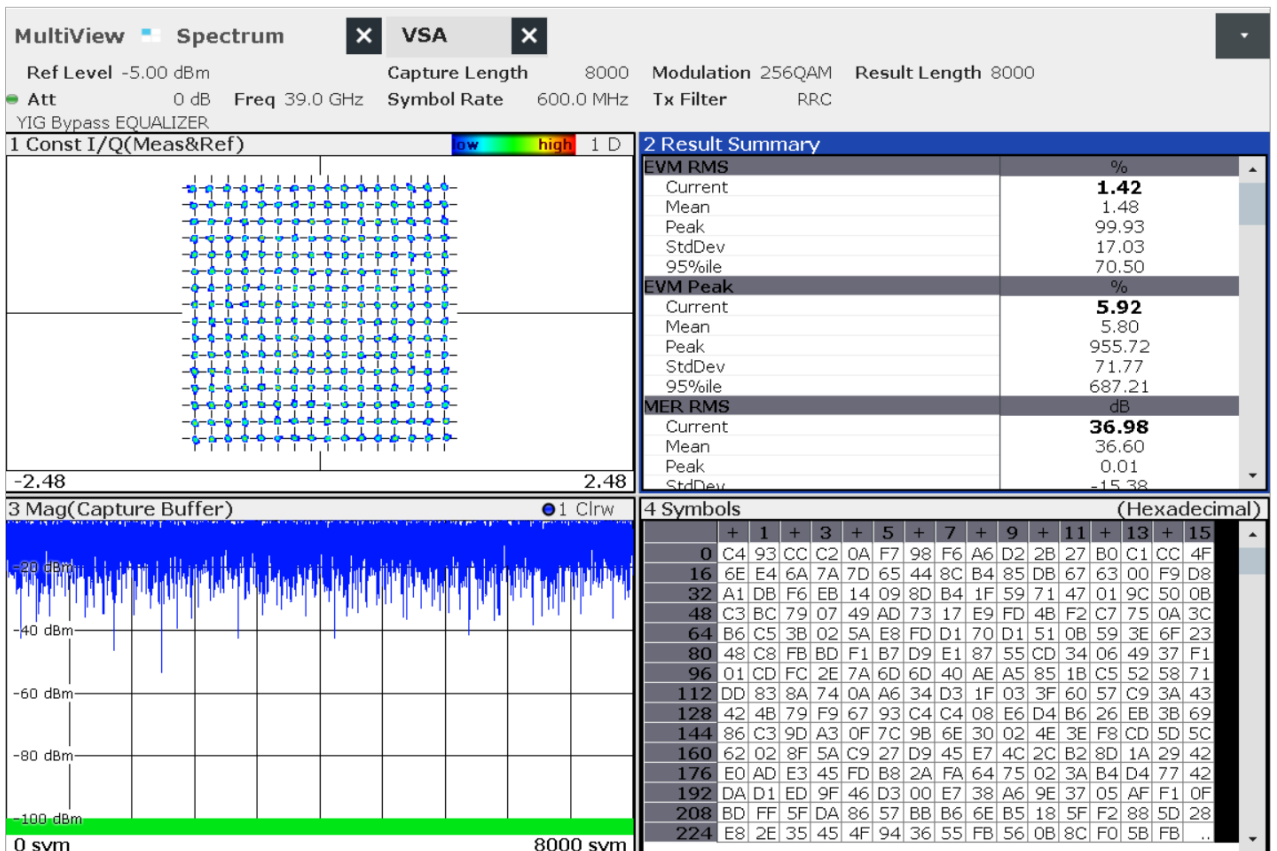 MultiView Spectrum X VSA X
Ref Level -5.00 dBm Capture Length 8000 Modulation 256QAM Result Length 8000
Att 0 dB Freq 39.0 GHz Symbol Rate 600.0 MHz Tx Filter RRC
YIG Bypass EQUALIZER
1 Const I/Q(Meas&Ref) low high 1 D
-2.48 2.48
2 Result Summary
EVM RMS %
Current 1.42
Mean 1.48
Peak 99.93
StdDev 17.03
95%ile 70.50
EVM Peak %
Current 5.92
Mean 5.80
Peak 955.72
StdDev 71.77
95%ile 687.21
MER RMS dB
Current 36.98
Mean 36.60
Peak 0.01
StdDev -15.38
3 Mag(Capture Buffer) 1 Clrw
-20 dBm
-40 dBm
-60 dBm
-80 dBm
-100 dBm
0 sym 8000 sym
4 Symbols (Hexadecimal)
+ 1 + 3 + 5 + 7 + 9 + 11 + 13 + 15
0 C4 93 CC C2 0A F7 98 F6 A6 D2 2B 27 B0 C1 CC 4F
16 6E E4 6A 7A 7D 65 44 8C B4 85 DB 67 63 00 F9 D8
32 A1 DB F6 EB 14 09 8D B4 1F 59 71 47 01 9C 50 0B
48 C3 BC 79 07 49 AD 73 17 E9 FD 4B F2 C7 75 0A 3C
64 B6 C5 3B 02 5A E8 FD D1 70 D1 51 0B 59 3E 6F 23
80 48 C8 FB BD F1 B7 D9 E1 87 55 CD 34 06 49 37 F1
96 01 CD FC 2E 7A 6D 6D 40 AE A5 85 1B C5 52 58 71
112 DD 83 8A 74 0A A6 34 D3 1F 03 3F 60 57 C9 3A 43
128 42 4B 79 F9 67 93 C4 C4 08 E6 D4 B6 26 EB 3B 69
144 86 C3 9D A3 0F 7C 9B 6E 30 02 4E 3E F8 CD 5D 5C
160 62 02 8F 5A C9 27 D9 45 E7 4C 2C B2 8D 1A 29 42
176 E0 AD E3 45 FD B8 2A FA 64 75 02 3A B4 D4 77 42
192 DA D1 ED 9F 46 D3 00 E7 38 A6 9E 37 05 AF F1 0F
208 BD FF 5F DA 86 57 BB B6 6E B5 18 5F F2 88 5D 28
224 E8 2E 35 45 4F 94 36 55 FB 56 0B 8C F0 5B FB ..